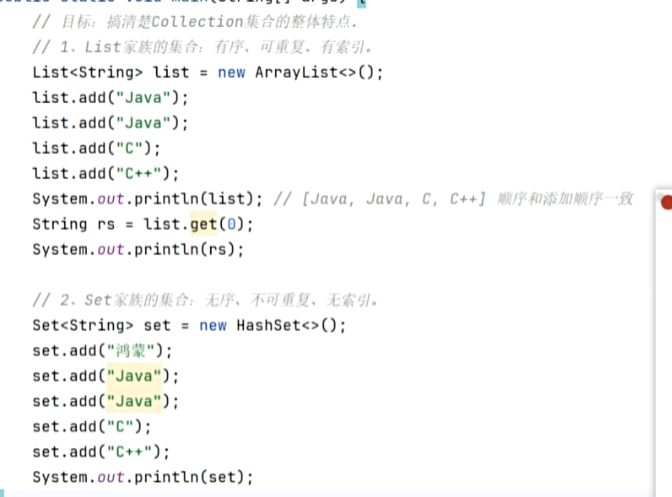 // 目标：搞清楚Collection集合的整体特点.
// 1、List家族的集合：有序、可重复、有索引。
List<String> list = new ArrayList<>();
list.add("Java");
list.add("Java");
list.add("C");
list.add("C++");
System.out.println(list); // [Java, Java, C, C++] 顺序和添加顺序一致
String rs = list.get(0);
System.out.println(rs);
// 2、Set家族的集合：无序、不可重复、无索引。
Set<String> set = new HashSet<>();
set.add("鸿蒙");
set.add("Java");
set.add("Java");
set.add("C");
set.add("C++");
System.out.println(set);